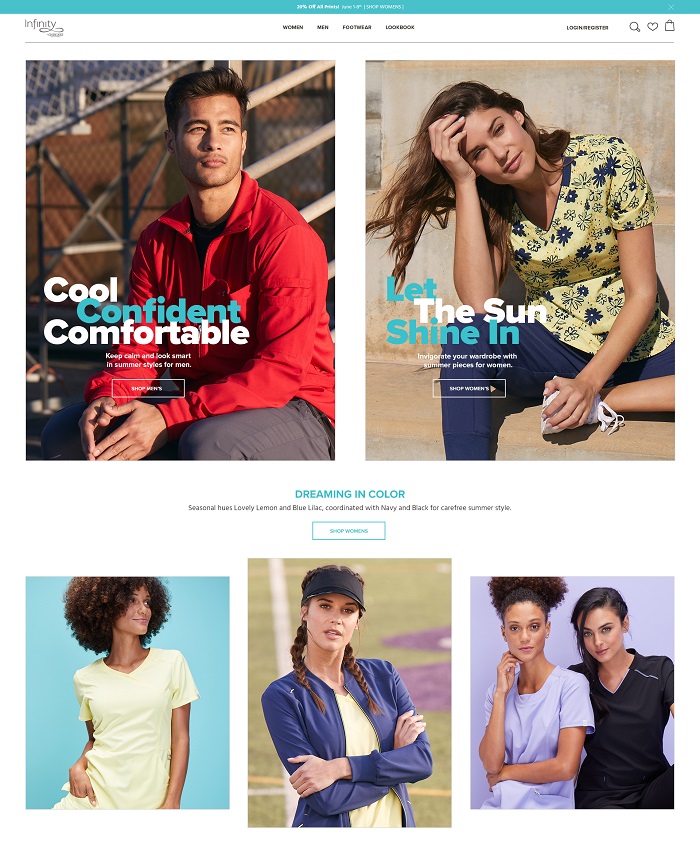 20% Off All Prints! June 1-8th | SHOP WOMENS |
Infinity
WOMEN MEN FOOTWEAR LOOKBOOK
LOGIN/REGISTER
Cool
Confident
Comfortable
Keep calm and look smart
in summer styles for men.
SHOP MEN'S
Let
The Sun
Shine In
Invigorate your wardrobe with
summer pieces for women.
SHOP WOMEN'S
DREAMING IN COLOR
Seasonal hues Lovely Lemon and Blue Lilac, coordinated with Navy and Black for carefree summer style.
SHOP WOMENS